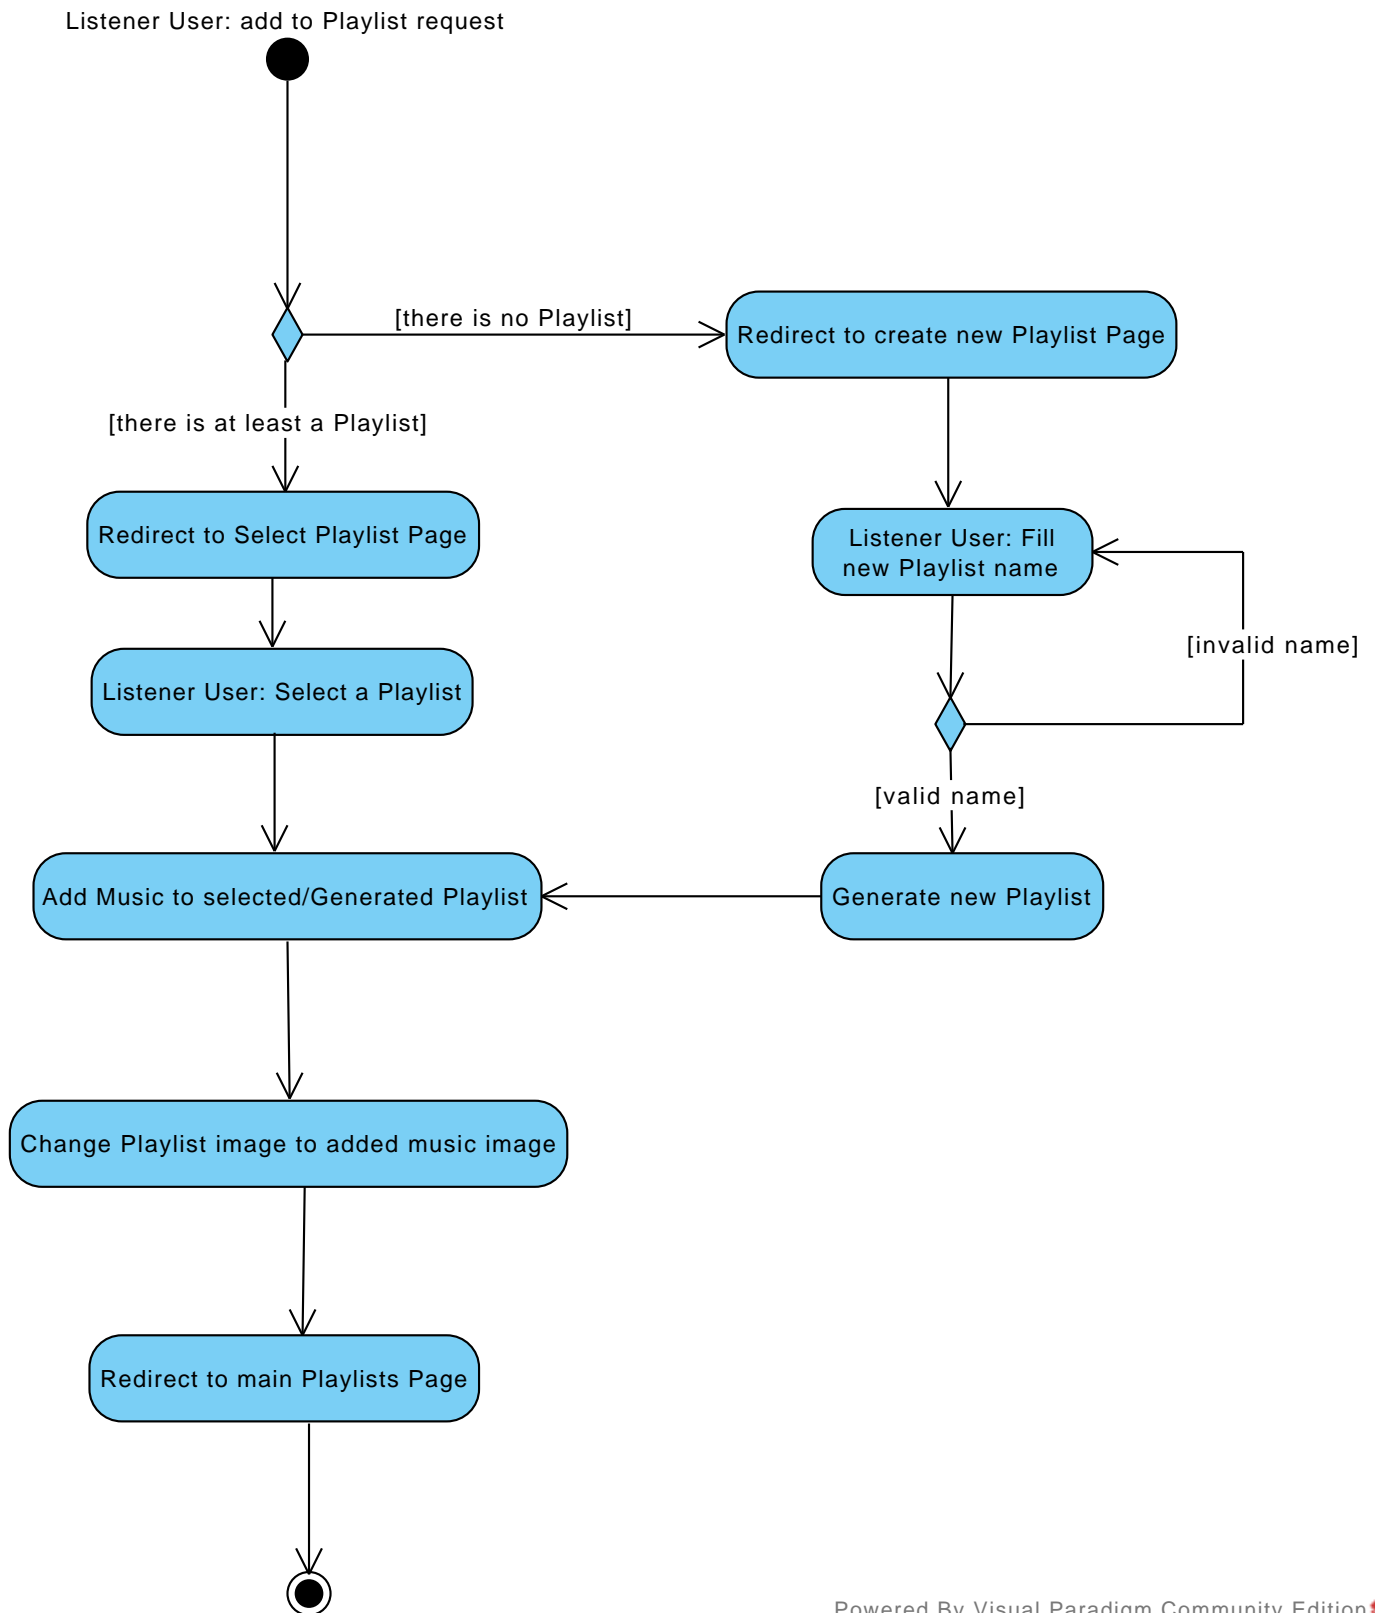 Listener User: add to Playlist request
[there is no Playlist]
Redirect to create new Playlist Page
[there is at least a Playlist]
Redirect to Select Playlist Page
Listener User: Fill
new Playlist name
[invalid name]
Listener User: Select a Playlist
[valid name]
Add Music to selected/Generated Playlist
Generate new Playlist
Change Playlist image to added music image
Redirect to main Playlists Page
Powered By Visual Paradigm Community Edition